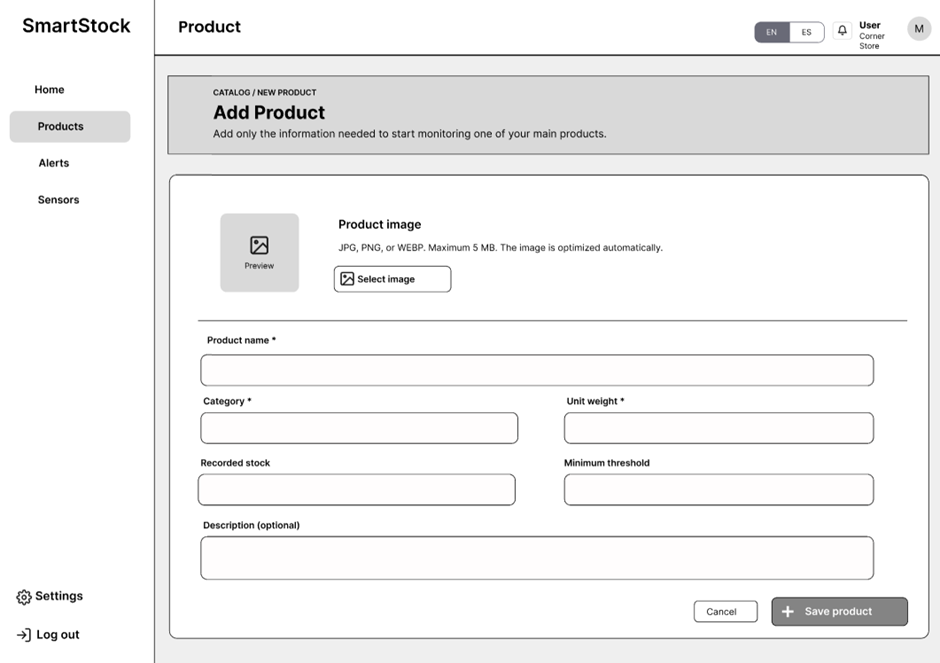 SmartStock
Product
EN
ES
User
Corner
Store
M
Home
Products
Alerts
Sensors
Settings
Log out
CATALOG / NEW PRODUCT
Add Product
Add only the information needed to start monitoring one of your main products.
Preview
Product image
JPG, PNG, or WEBP. Maximum 5 MB. The image is optimized automatically.
Select image
Product name *
Category *
Unit weight *
Recorded stock
Minimum threshold
Description (optional)
Cancel
+ Save product